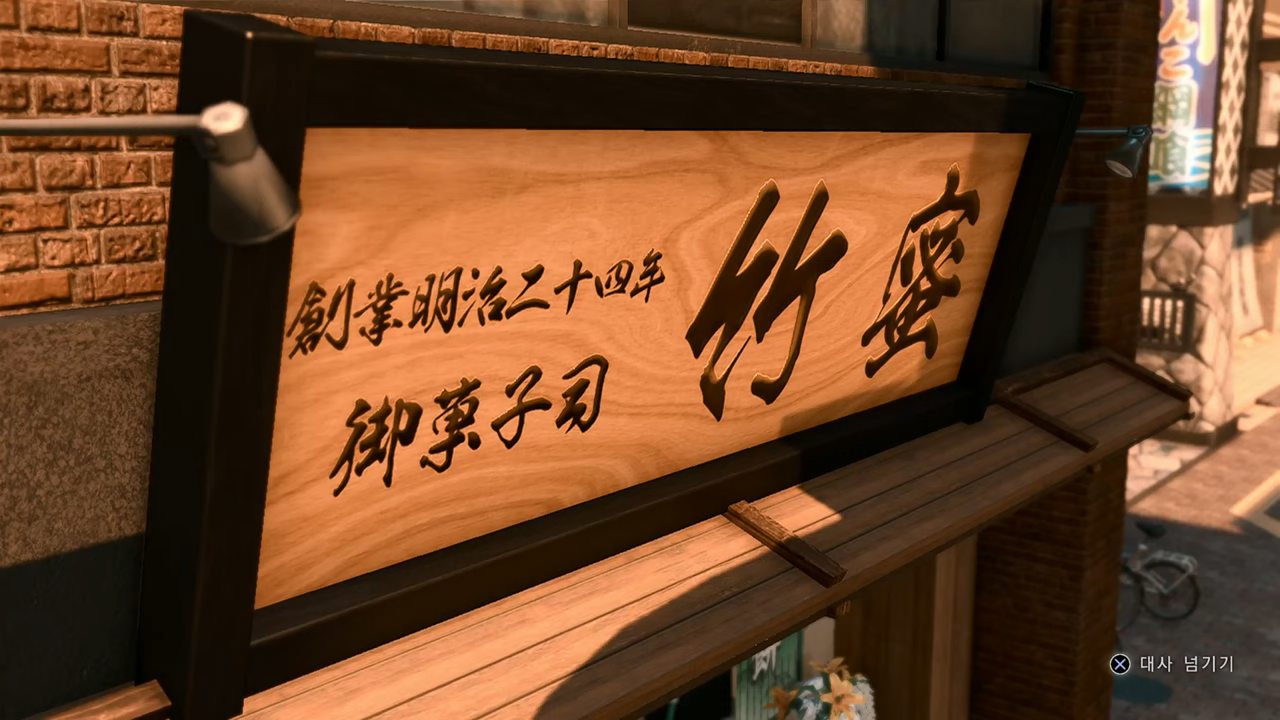 創業明治二十四年
御菓子司
竹蜜
대사 넘기기